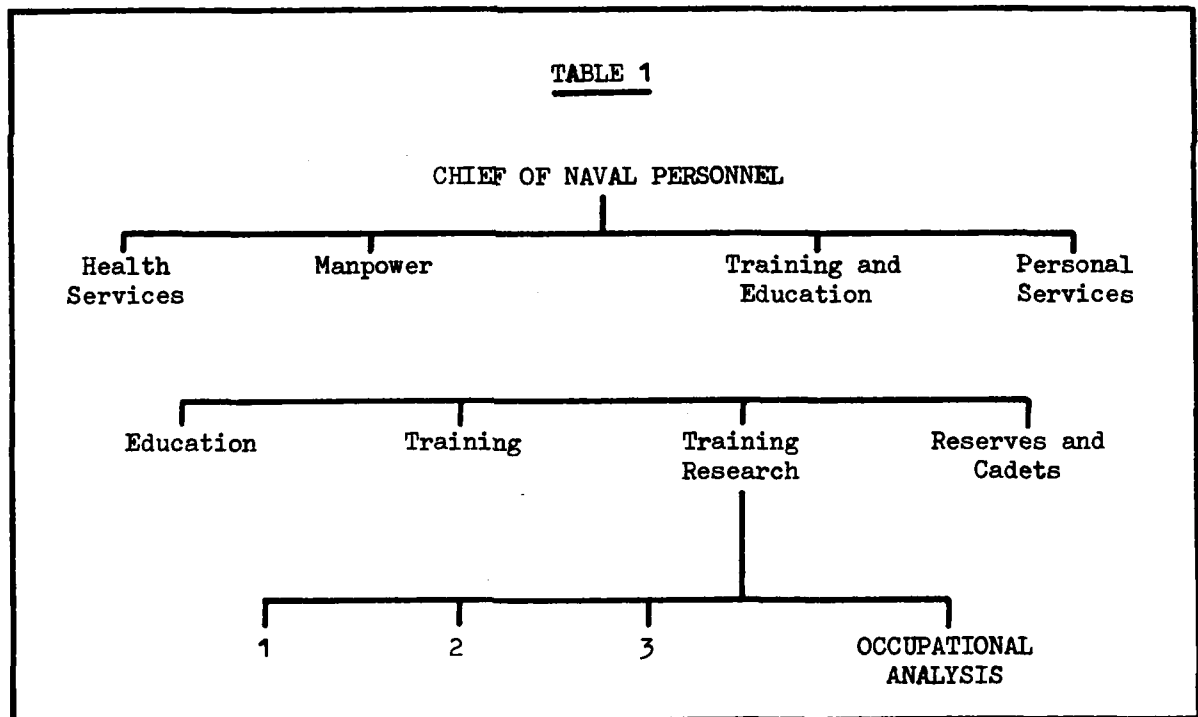 TABLE 1
CHIEF OF NAVAL PERSONNEL
Health Services
Manpower
Training and Education
Personal Services
Education
Training
Training Research
Reserves and Cadets
1
2
3
OCCUPATIONAL ANALYSIS